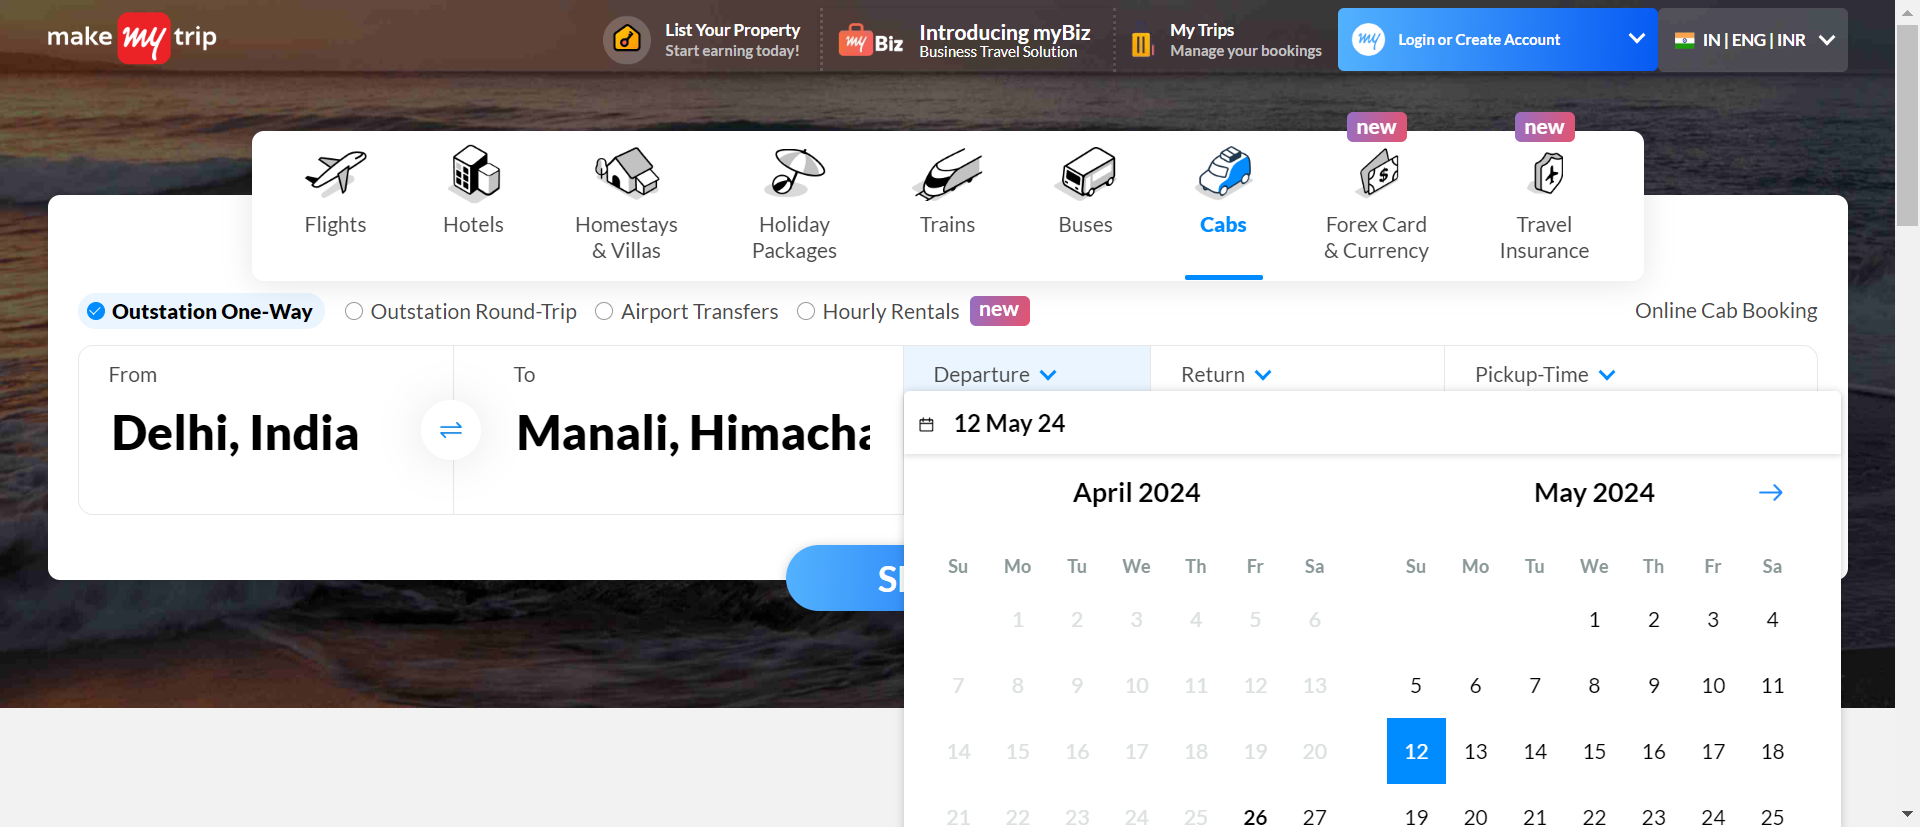 make my trip
List Your Property
Start earning today!
my Biz
Introducing myBiz
Business Travel Solution
My Trips
Manage your bookings
my Login or Create Account
IN | ENG | INR
new
new
Flights
Hotels
Homestays
& Villas
Holiday
Packages
Trains
Buses
Cabs
Forex Card
& Currency
Travel
Insurance
Outstation One-Way
Outstation Round-Trip
Airport Transfers
Hourly Rentals
new
Online Cab Booking
From
Delhi, India
To
Manali, Himacha
Departure
Return
Pickup-Time
12 May 24
April 2024
May 2024
Su Mo Tu We Th Fr Sa
1 2 3 4 5 6
7 8 9 10 11 12 13
14 15 16 17 18 19 20
21 22 23 24 25 26 27
Su Mo Tu We Th Fr Sa
1 2 3 4
5 6 7 8 9 10 11
12 13 14 15 16 17 18
19 20 21 22 23 24 25